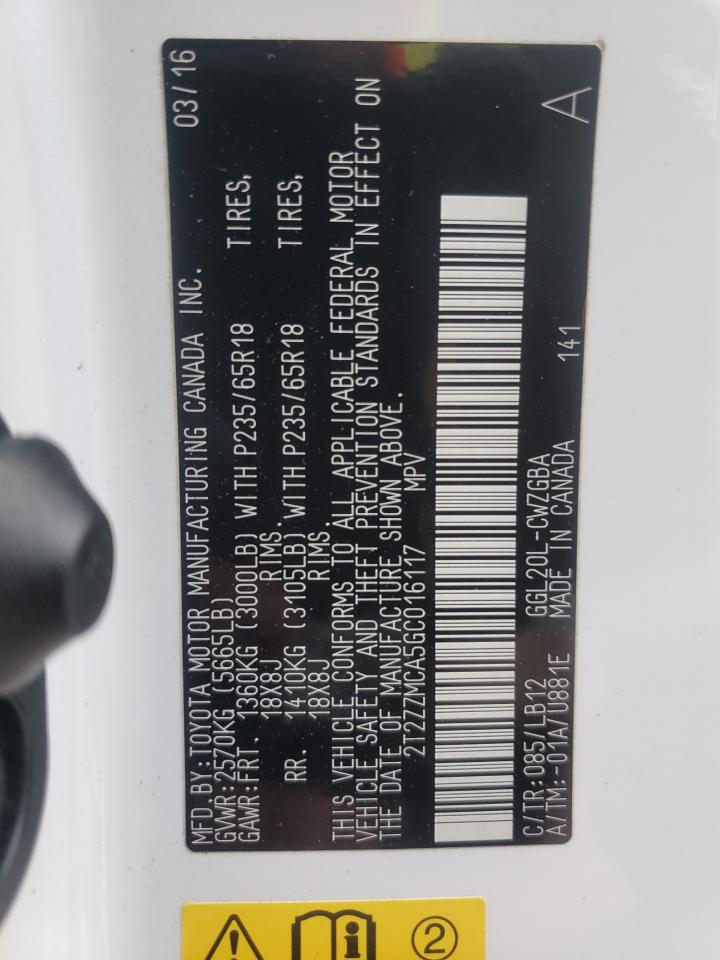 MFD.BY:TOYOTA MOTOR MANUFACTURING CANADA INC. 03/16
GVWR:2570KG (5665LB)
GAWR:FRT. 1360KG (3000LB) WITH P235/65R18 TIRES,
18X8J RIMS.
RR. 1410KG (3105LB) WITH P235/65R18 TIRES,
18X8J RIMS.
THIS VEHICLE CONFORMS TO ALL APPLICABLE FEDERAL MOTOR
VEHICLE SAFETY AND THEFT PREVENTION STANDARDS IN EFFECT ON
THE DATE OF MANUFACTURE SHOWN ABOVE.
2T2ZZMCA5GC016117 MPV
C/TR:085/LB12 GGL20L-CWZGBA
A/TM:-01A/U881E MADE IN CANADA 141 A
2